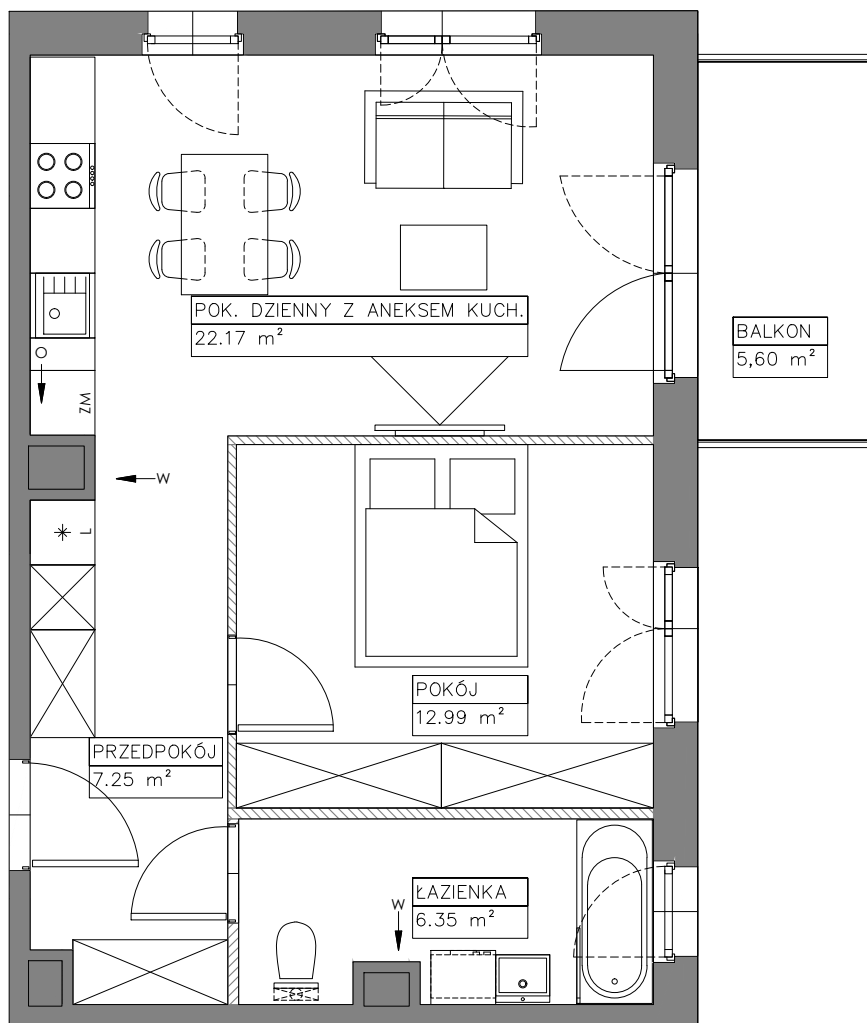 POK. DZIENNY Z ANEKSEM KUCH.
22.17 m²
BALKON
5,60 m²
ZM
W
L
POKÓJ
12.99 m²
PRZEDPOKÓJ
7.25 m²
ŁAZIENKA
6.35 m²
W